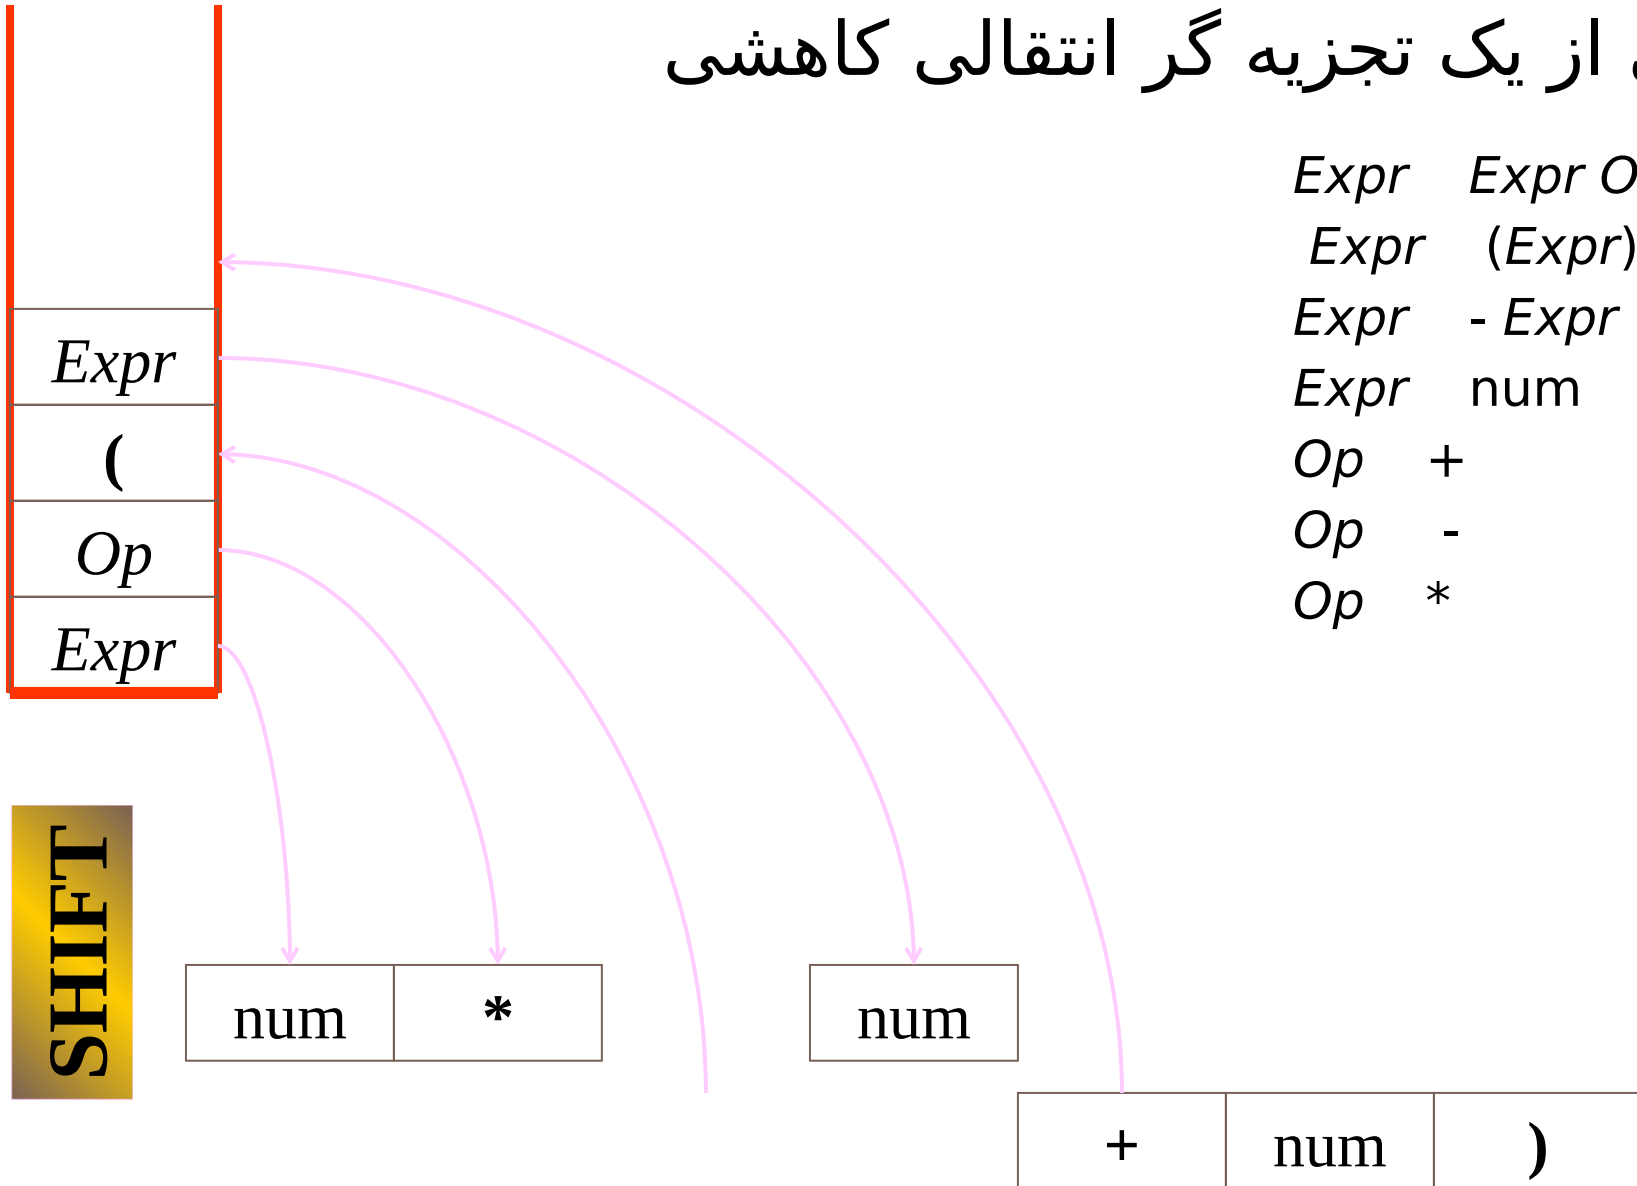 از یک تجزیه گر انتقالی کاهشی
Expr Expr
Expr (Expr)
Expr - Expr
Expr num
Op +
Op -
Op *
Expr
(
Op
Expr
SHIFT
num *
num
+ num )